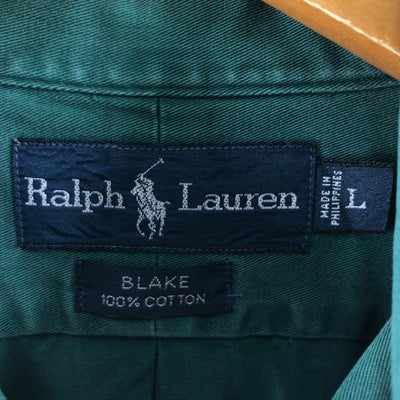 Ralph Lauren
MADE IN
PHILIPPINES
L
BLAKE
100% COTTON